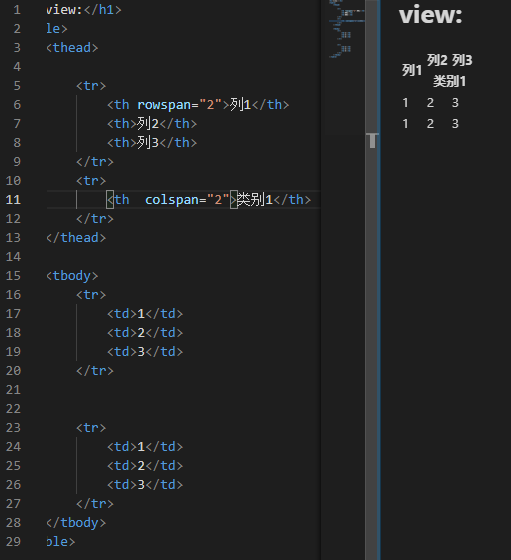 1 view:</h1>
2 le>
3 <thead>
4
5 <tr>
6 <th rowspan="2">列1</th>
7 <th>列2</th>
8 <th>列3</th>
9 </tr>
10 <tr>
11 <th  colspan="2">类别1</th>
12 </tr>
13 </thead>
14
15 <tbody>
16 <tr>
17 <td>1</td>
18 <td>2</td>
19 <td>3</td>
20 </tr>
21
22
23 <tr>
24 <td>1</td>
25 <td>2</td>
26 <td>3</td>
27 </tr>
28 </tbody>
29 ble>
view:
列1 列2 列3
类别1
1 2 3
1 2 3